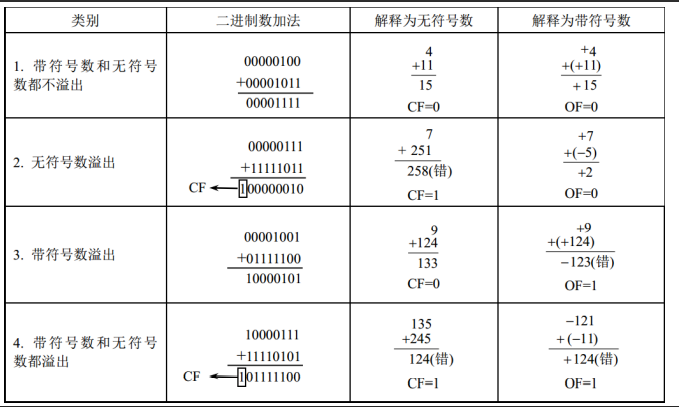 类别 二进制数加法 解释为无符号数 解释为带符号数
1. 带符号数和无符号
数都不溢出
00000100
+00001011
00001111
4
+11
15
CF=0
+4
+(+11)
+15
OF=0
2. 无符号数溢出
00000111
+11111011
CF 100000010
7
+ 251
258(错)
CF=1
+7
+(−5)
+2
OF=0
3. 带符号数溢出
00001001
+01111100
10000101
9
+124
133
CF=0
+9
+(+124)
−123(错)
OF=1
4. 带符号数和无符号
数都溢出
10000111
+11110101
CF 101111100
135
+245
124(错)
CF=1
−121
+(−11)
+124(错)
OF=1